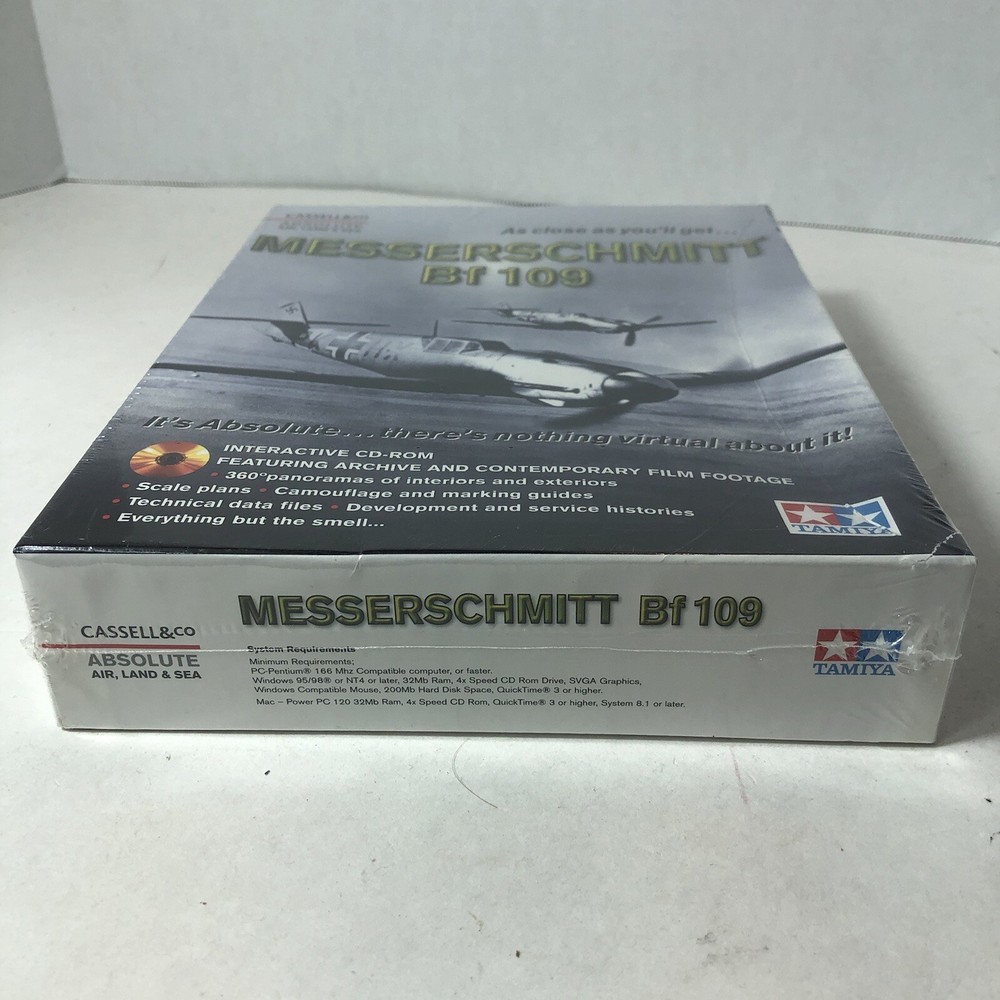 CASSELL&CO
ABSOLUTE
AIR, LAND & SEA
As close as you'll get...
MESSERSCHMITT
Bf 109
It's Absolute... there's nothing virtual about it!
INTERACTIVE CD-ROM
FEATURING ARCHIVE AND CONTEMPORARY FILM FOOTAGE
• 360°panoramas of interiors and exteriors
• Scale plans • Camouflage and marking guides
• Technical data files • Development and service histories
• Everything but the smell...
TAMIYA
MESSERSCHMITT Bf 109
CASSELL&CO
ABSOLUTE
AIR, LAND & SEA
System Requirements
Minimum Requirements;
PC-Pentium® 166 Mhz Compatible computer, or faster.
Windows 95/98® or NT4 or later, 32Mb Ram, 4x Speed CD Rom Drive, SVGA Graphics,
Windows Compatible Mouse, 200Mb Hard Disk Space, QuickTime® 3 or higher.
Mac – Power PC 120 32Mb Ram, 4x Speed CD Rom, QuickTime® 3 or higher, System 8.1 or later.
TAMIYA